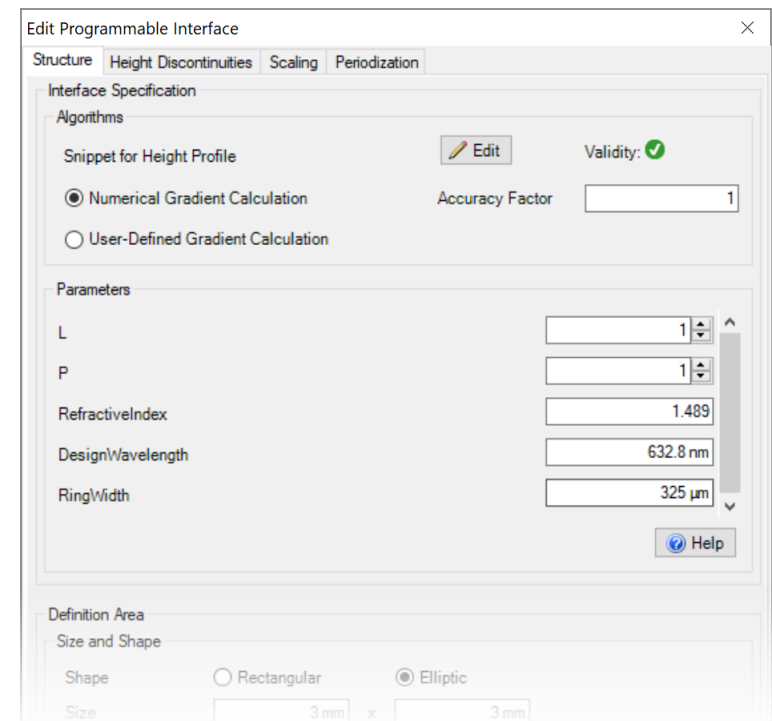 Edit Programmable Interface
Structure Height Discontinuities Scaling Periodization
Interface Specification
Algorithms
Snippet for Height Profile Edit Validity:
Numerical Gradient Calculation Accuracy Factor 1
User-Defined Gradient Calculation
Parameters
L 1
P 1
RefractiveIndex 1.489
DesignWavelength 632.8 nm
RingWidth 325 µm
Help
Definition Area
Size and Shape
Shape Rectangular Elliptic
Size 3 mm x 3 mm